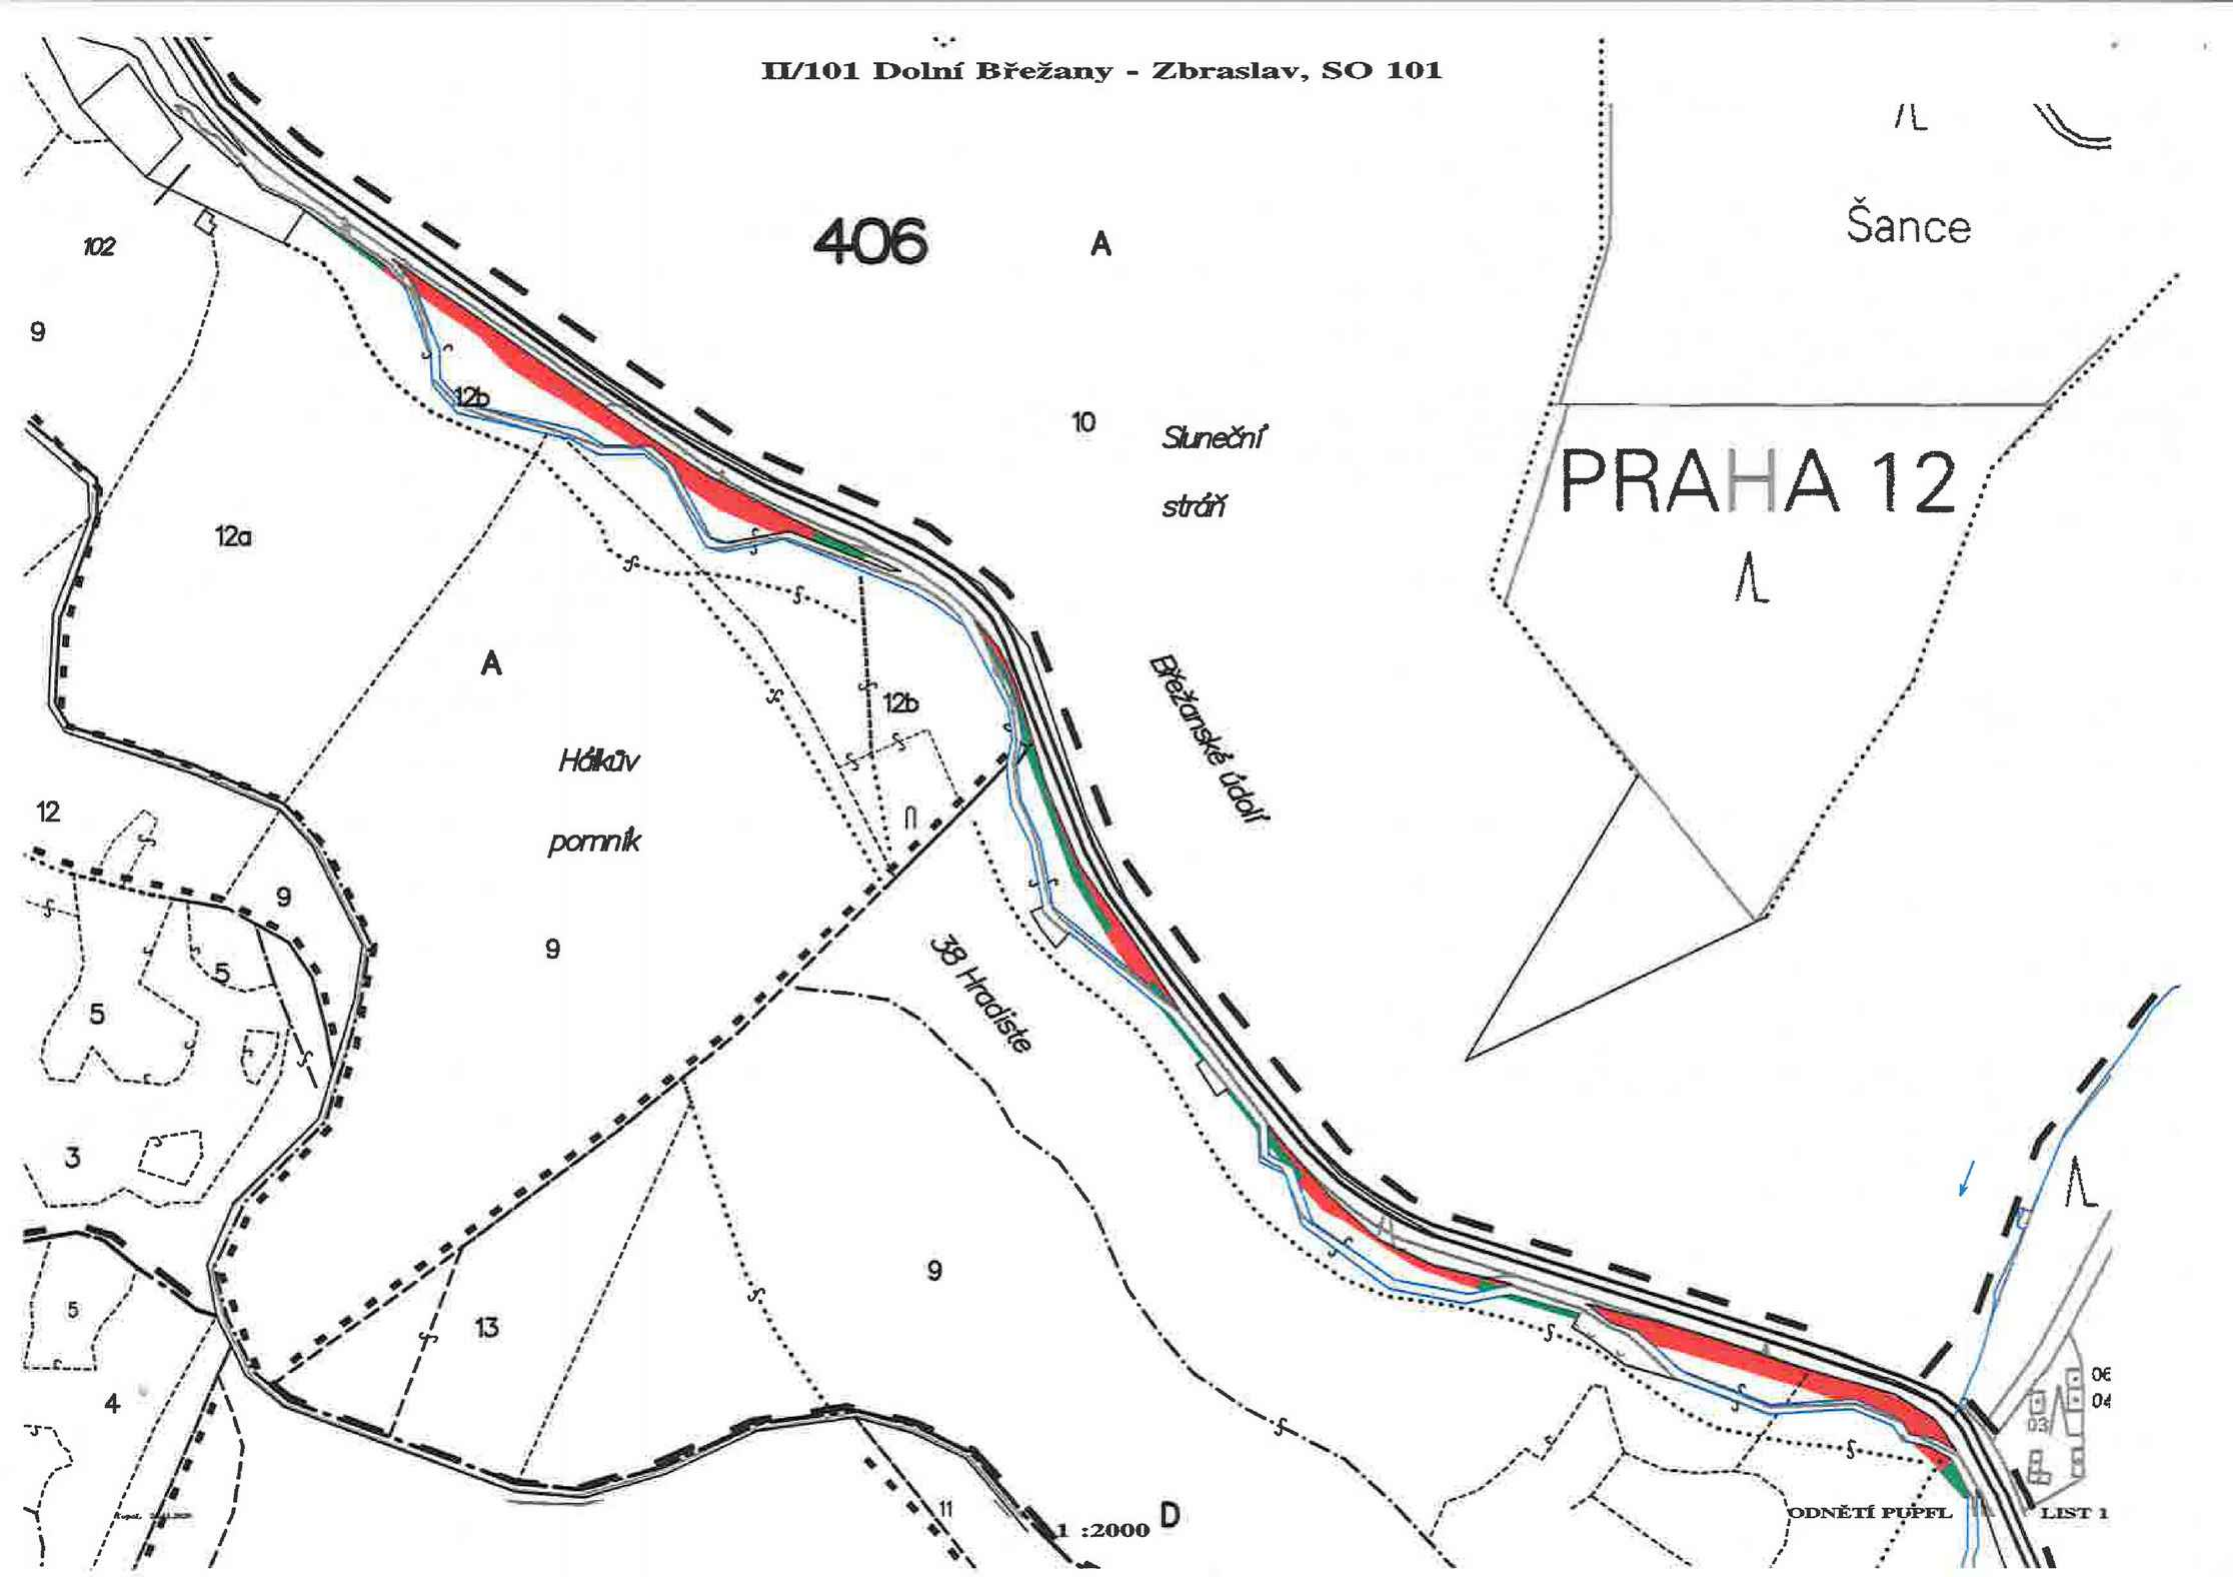 II/101 Dolní Břežany - Zbraslav, SO 101
Šance
102
406
A
9
12b
10
Sluneční
stráň
PRAHA 12
12a
A
12b
Břežanské údolí
Hálkův
pomník
12
9
9
38 Hradiste
5
5
3
9
5
13
4
06
04
03
11
1 :2000
D
ODNĚTÍ PUPFL
LIST 1